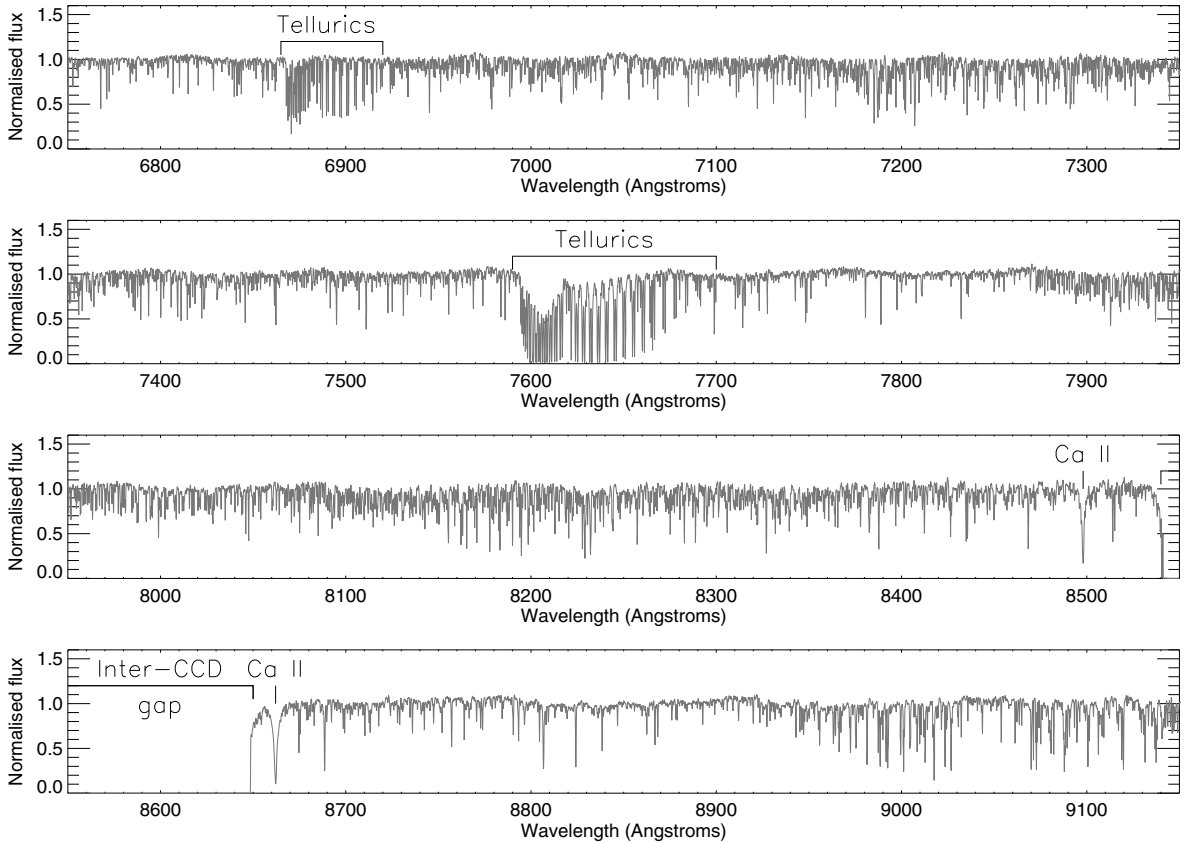 Tellurics
Normalised flux
1.5
1.0
0.5
0.0
6800 6900 7000 7100 7200 7300
Wavelength (Angstroms)
Tellurics
Normalised flux
1.5
1.0
0.5
0.0
7400 7500 7600 7700 7800 7900
Wavelength (Angstroms)
Ca II
Normalised flux
1.5
1.0
0.5
0.0
8000 8100 8200 8300 8400 8500
Wavelength (Angstroms)
Inter-CCD Ca II
gap
Normalised flux
1.5
1.0
0.5
0.0
8600 8700 8800 8900 9000 9100
Wavelength (Angstroms)